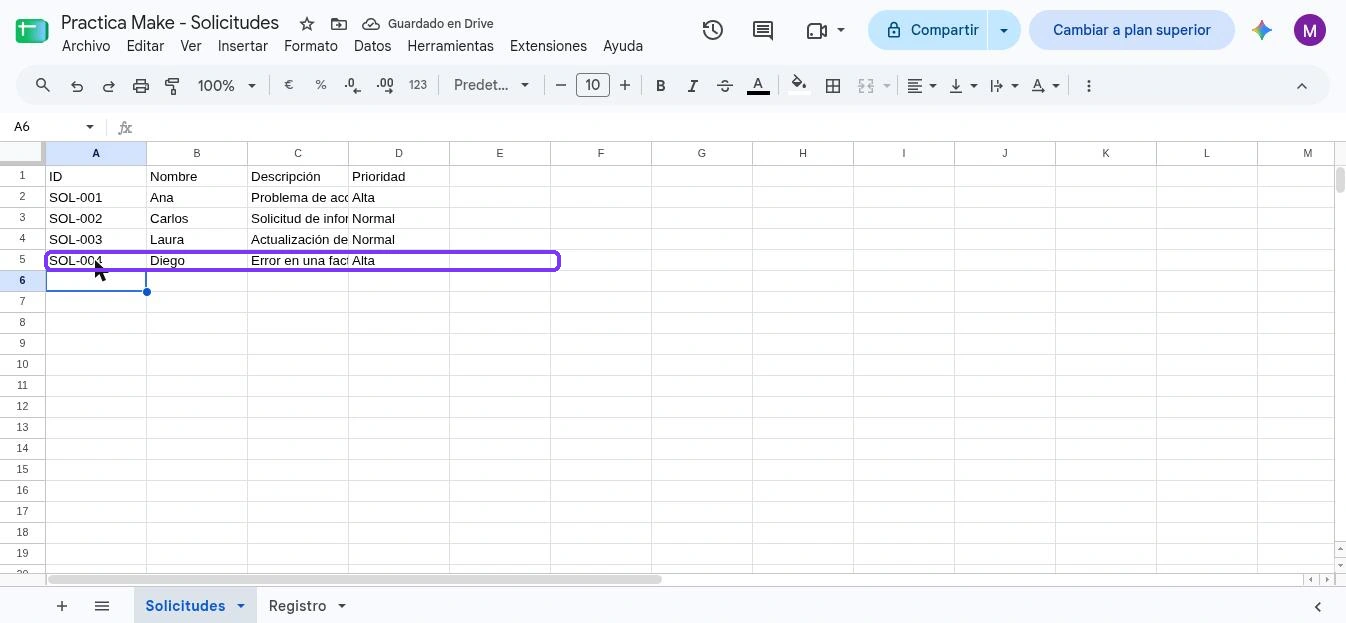 Practica Make - Solicitudes
Guardado en Drive
Archivo Editar Ver Insertar Formato Datos Herramientas Extensiones Ayuda
Compartir
Cambiar a plan superior
M
100% € % .0 .00 123 Predet... 10 B I S A A
A6
fx
A B C D E F G H I J K L M
1 ID Nombre Descripción Prioridad
2 SOL-001 Ana Problema de acc Alta
3 SOL-002 Carlos Solicitud de infor Normal
4 SOL-003 Laura Actualización de Normal
5 SOL-004 Diego Error en una fact Alta
6
7
8
9
10
11
12
13
14
15
16
17
18
19
20
Solicitudes Registro